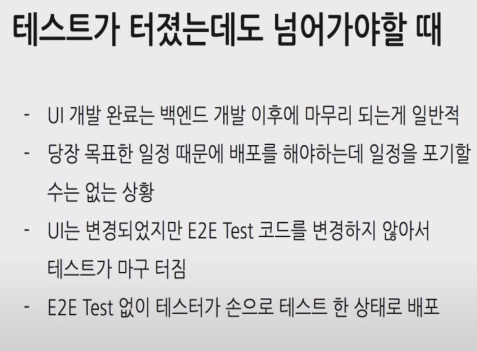 테스트가 터졌는데도 넘어가야할 때
- UI 개발 완료는 백엔드 개발 이후에 마무리 되는게 일반적
- 당장 목표한 일정 때문에 배포를 해야하는데 일정을 포기할
수는 없는 상황
- UI는 변경되었지만 E2E Test 코드를 변경하지 않아서
테스트가 마구 터짐
- E2E Test 없이 테스터가 손으로 테스트 한 상태로 배포